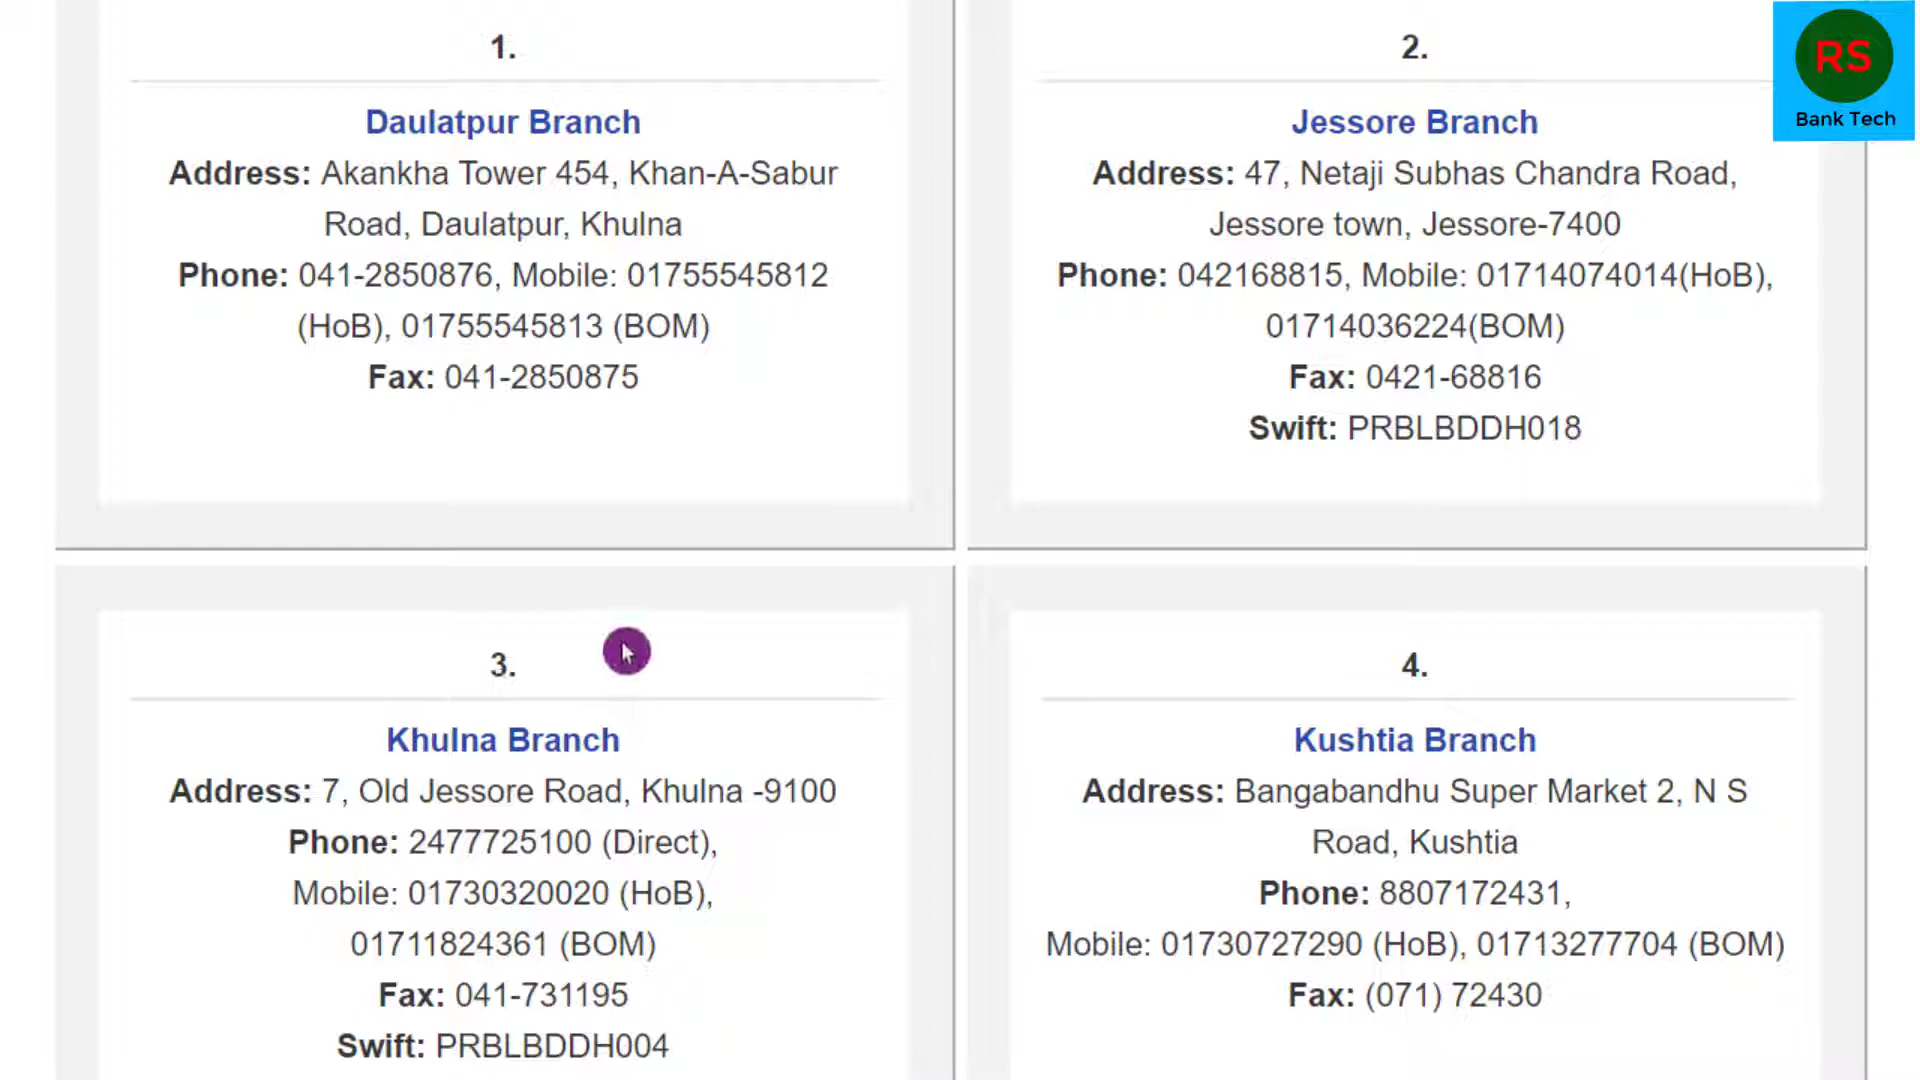 1.
Daulatpur Branch
Address: Akankha Tower 454, Khan-A-Sabur
Road, Daulatpur, Khulna
Phone: 041-2850876, Mobile: 01755545812
(HoB), 01755545813 (BOM)
Fax: 041-2850875
2.
Jessore Branch
Address: 47, Netaji Subhas Chandra Road,
Jessore town, Jessore-7400
Phone: 042168815, Mobile: 01714074014(HoB),
01714036224(BOM)
Fax: 0421-68816
Swift: PRBLBDDH018
RS
Bank Tech
3.
Khulna Branch
Address: 7, Old Jessore Road, Khulna -9100
Phone: 2477725100 (Direct),
Mobile: 01730320020 (HoB),
01711824361 (BOM)
Fax: 041-731195
Swift: PRBLBDDH004
4.
Kushtia Branch
Address: Bangabandhu Super Market 2, N S
Road, Kushtia
Phone: 8807172431,
Mobile: 01730727290 (HoB), 01713277704 (BOM)
Fax: (071) 72430